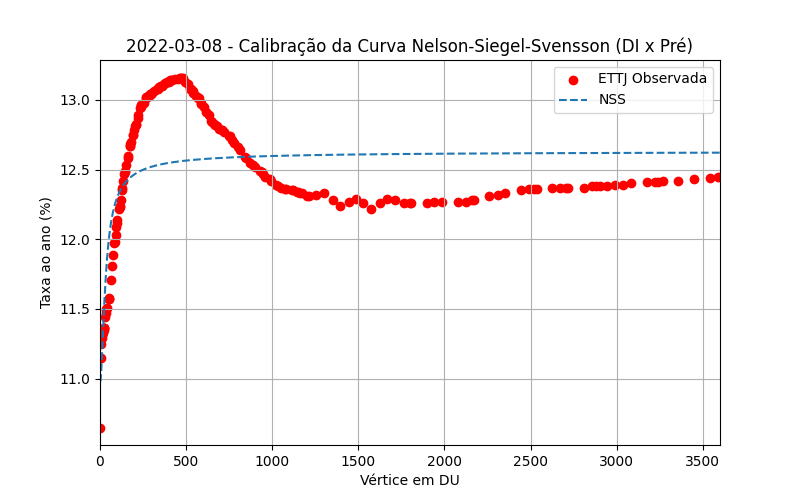 2022-03-08 - Calibração da Curva Nelson-Siegel-Svensson (DI x Pré)
ETTJ Observada
NSS
Taxa ao ano (%)
13.0
12.5
12.0
11.5
11.0
0 500 1000 1500 2000 2500 3000 3500
Vértice em DU